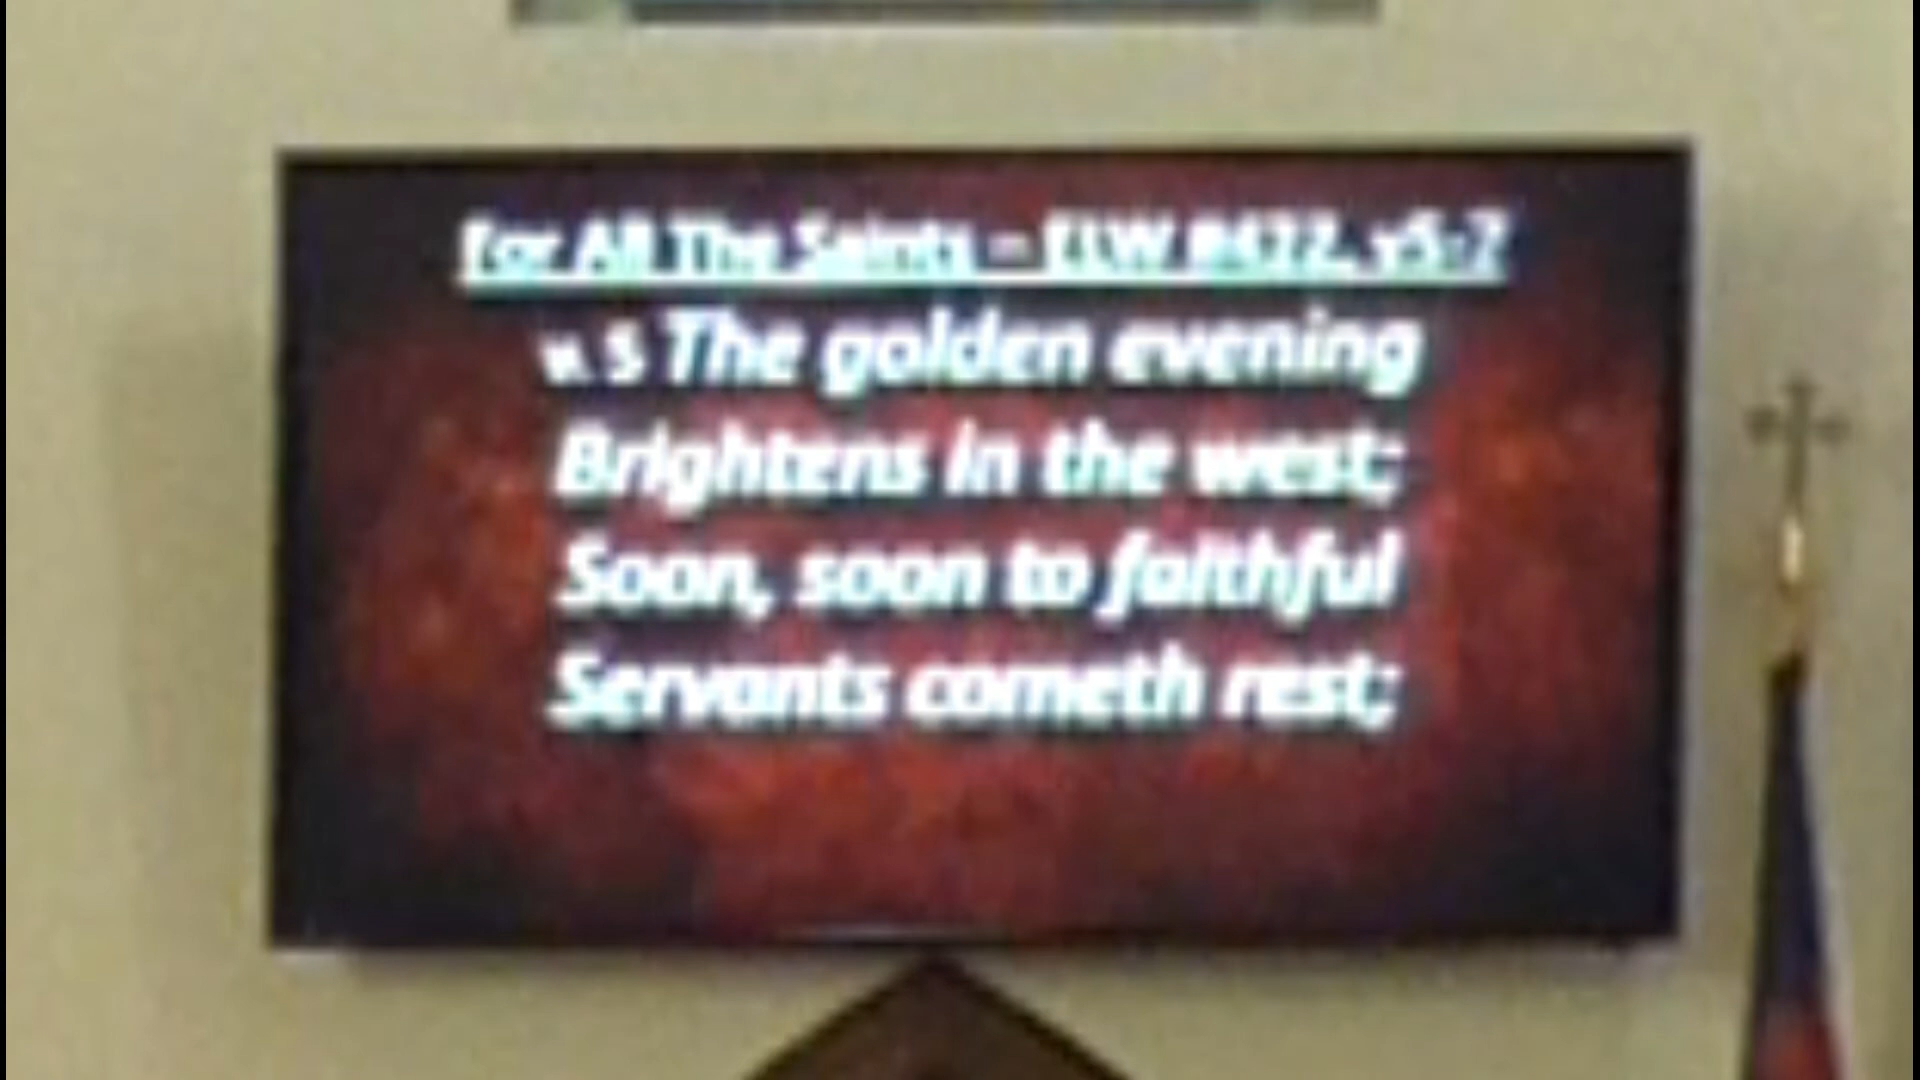 For All The Saints - ELW #422, v5-7
v. 5 The golden evening
Brightens in the west;
Soon, soon to faithful
Servants cometh rest;